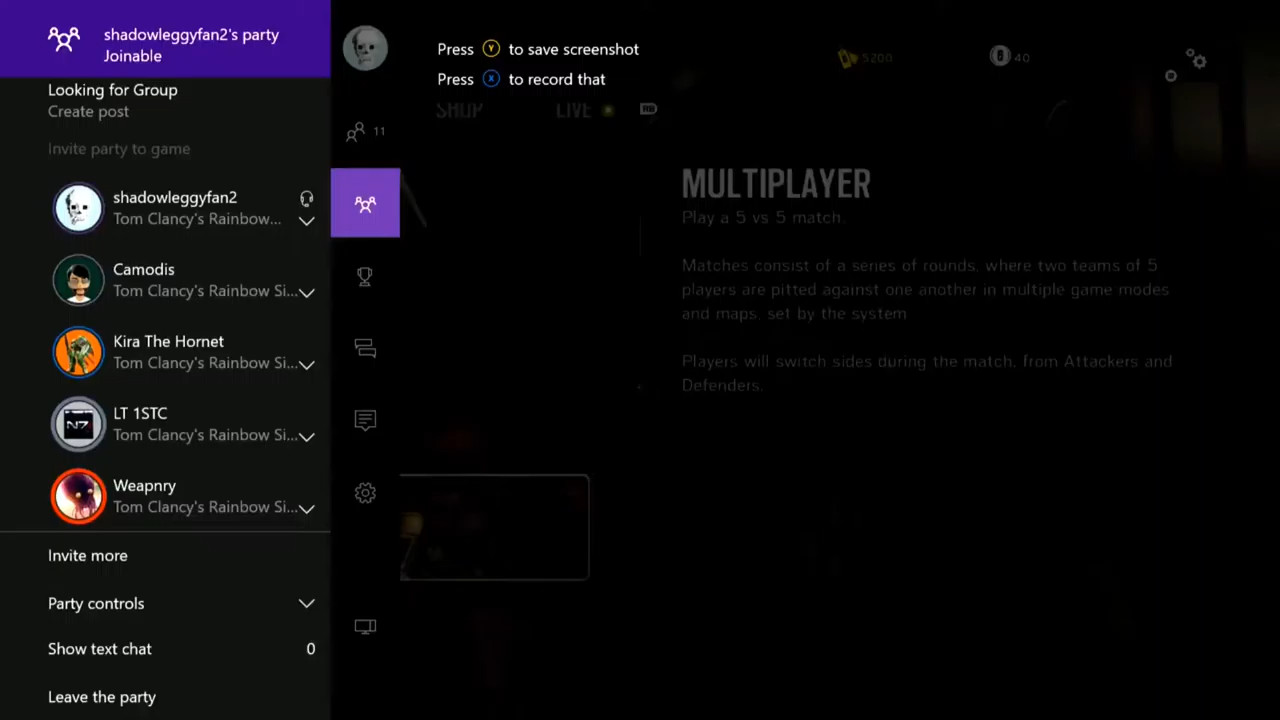 shadowleggyfan2's party
Joinable
Looking for Group
Create post
Invite party to game
shadowleggyfan2
Tom Clancy's Rainbow...
Camodis
Tom Clancy's Rainbow Si...
Kira The Hornet
Tom Clancy's Rainbow Si...
LT 1STC
N7
Tom Clancy's Rainbow Si...
Weapnry
Tom Clancy's Rainbow Si...
Invite more
Party controls
Show text chat 0
Leave the party
11
Press Y to save screenshot
Press X to record that
5200
40
SHOP LIVE
MULTIPLAYER
Play a 5 vs 5 match.
Matches consist of a series of rounds, where two teams of 5
players are pitted against one another in multiple game modes
and maps, set by the system
Players will switch sides during the match, from Attackers and
Defenders.